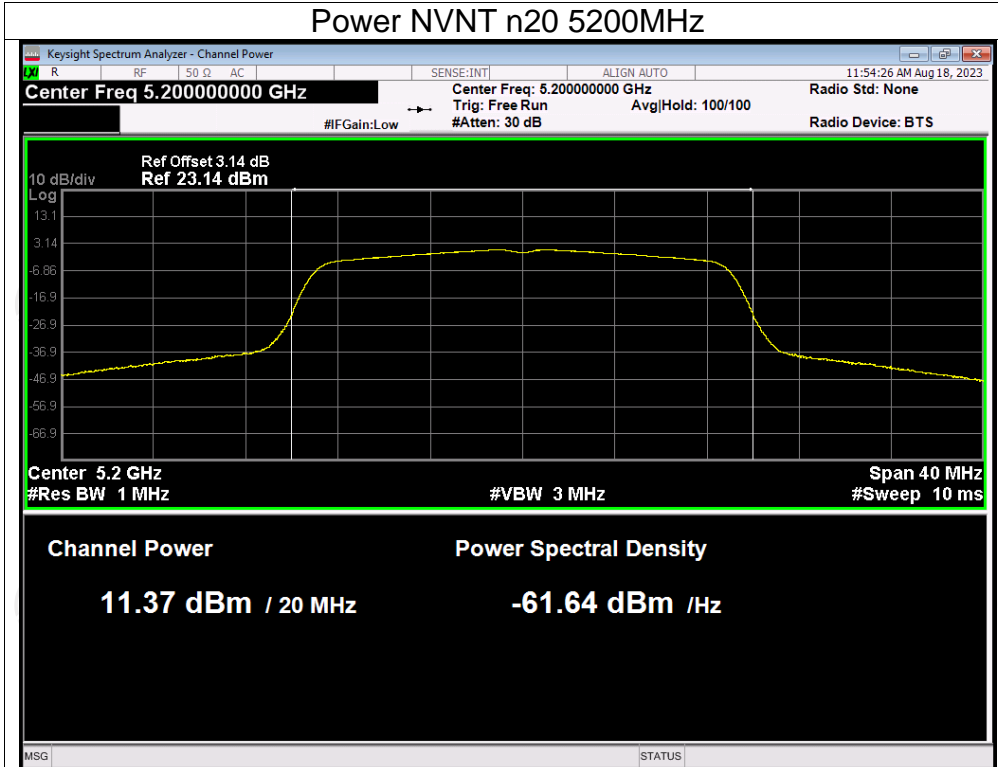 Power NVNT n20 5200MHz
Keysight Spectrum Analyzer - Channel Power
LXI R RF 50 Ω AC SENSE:INT ALIGN AUTO 11:54:26 AM Aug 18, 2023
Center Freq 5.200000000 GHz Center Freq: 5.200000000 GHz Radio Std: None
Trig: Free Run Avg|Hold: 100/100
#IFGain:Low #Atten: 30 dB Radio Device: BTS
Ref Offset 3.14 dB
10 dB/div Ref 23.14 dBm
Log
13.1
3.14
-6.86
-16.9
-26.9
-36.9
-46.9
-56.9
-66.9
Center 5.2 GHz Span 40 MHz
#Res BW 1 MHz #VBW 3 MHz #Sweep 10 ms
Channel Power Power Spectral Density
11.37 dBm / 20 MHz -61.64 dBm /Hz
MSG STATUS